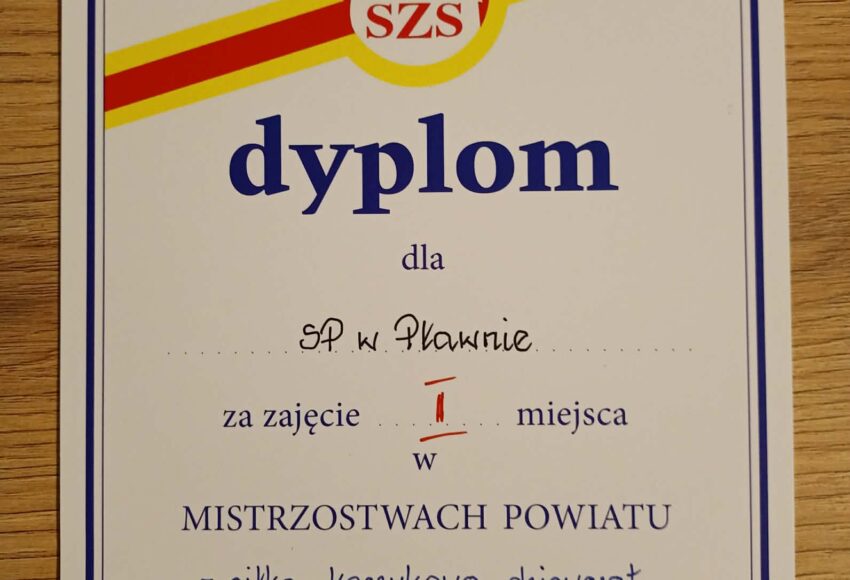 SZS
dyplom
dla
SP w Pławnie
za zajęcie miejsca
w
MISTRZOSTWACH POWIATU